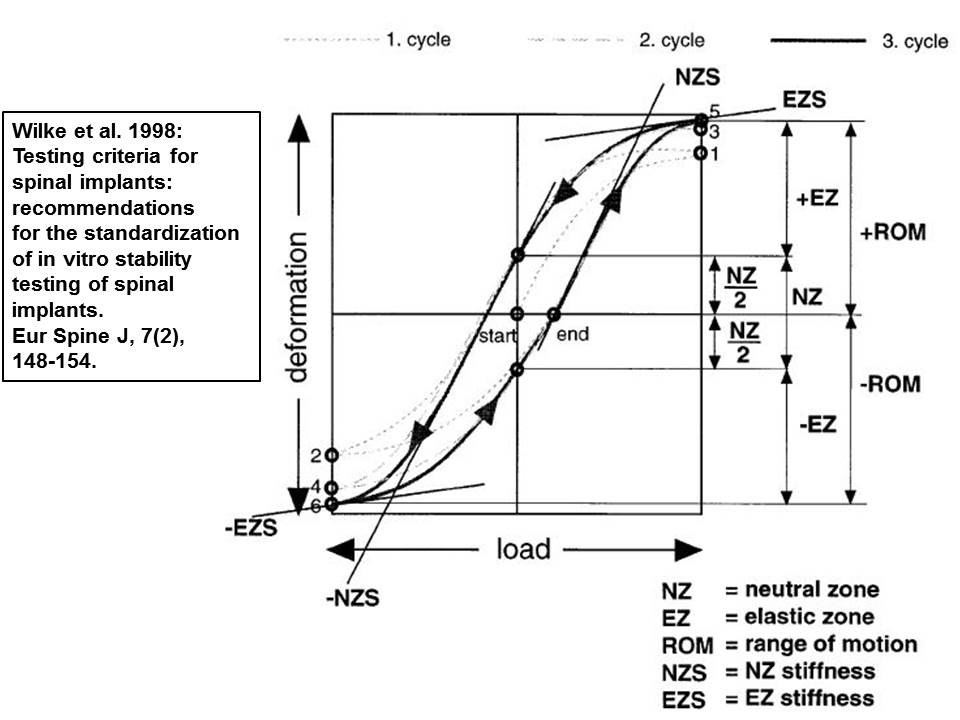 1. cycle
2. cycle
3. cycle
Wilke et al. 1998:
Testing criteria for
spinal implants:
recommendations
for the standardization
of in vitro stability
testing of spinal
implants.
Eur Spine J, 7(2),
148-154.
deformation
NZS
EZS
5
3
1
+EZ
+ROM
NZ
2
NZ
start
end
NZ
2
-ROM
-EZ
2
4
6
-EZS
load
-NZS
NZ = neutral zone
EZ = elastic zone
ROM = range of motion
NZS = NZ stiffness
EZS = EZ stiffness